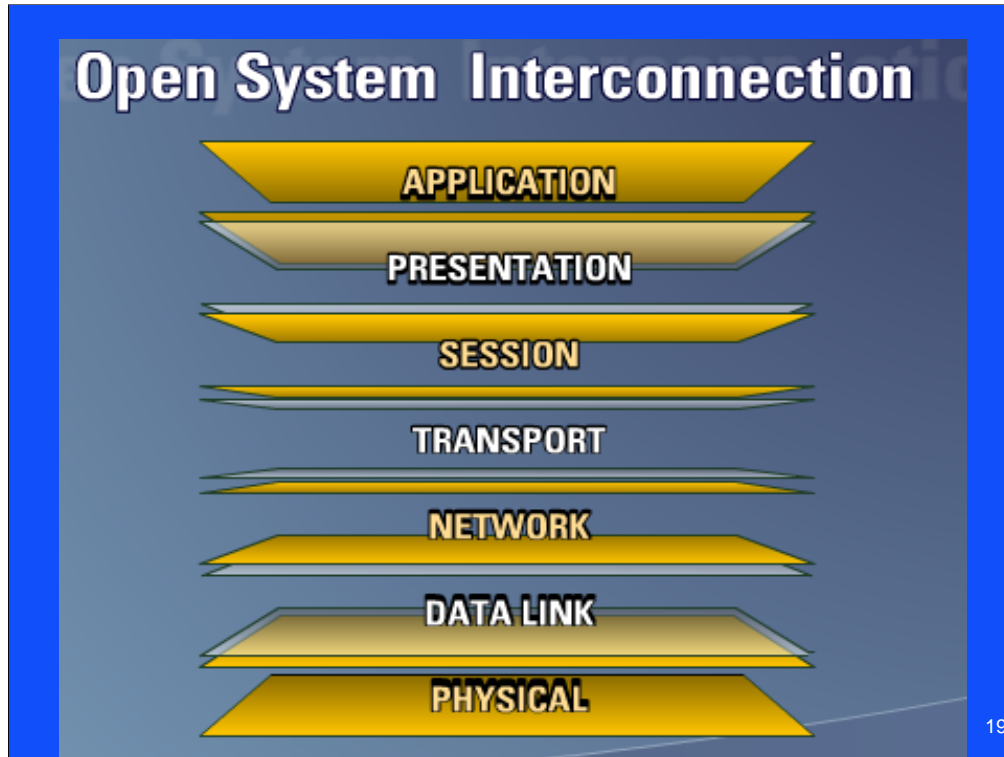 Open System Interconnection
APPLICATION
PRESENTATION
SESSION
TRANSPORT
NETWORK
DATA LINK
PHYSICAL
19